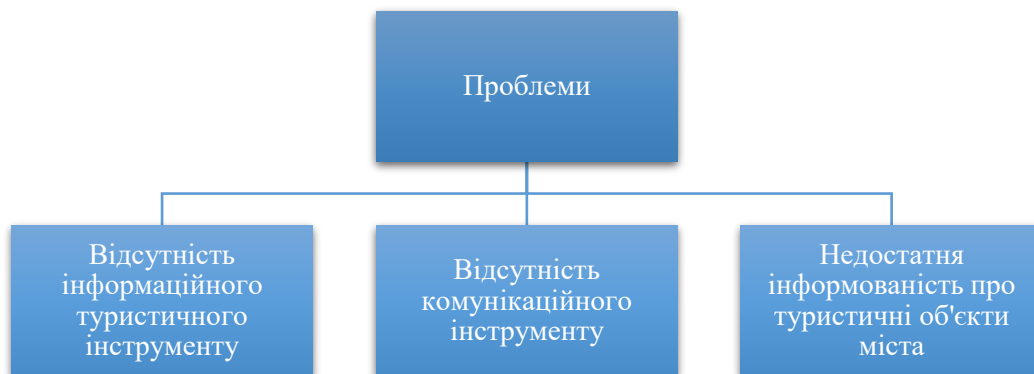 Проблеми
Відсутність
інформаційного
туристичного
інструменту
Відсутність
комунікаційного
інструменту
Недостатня
інформованість про
туристичні об'єкти
міста